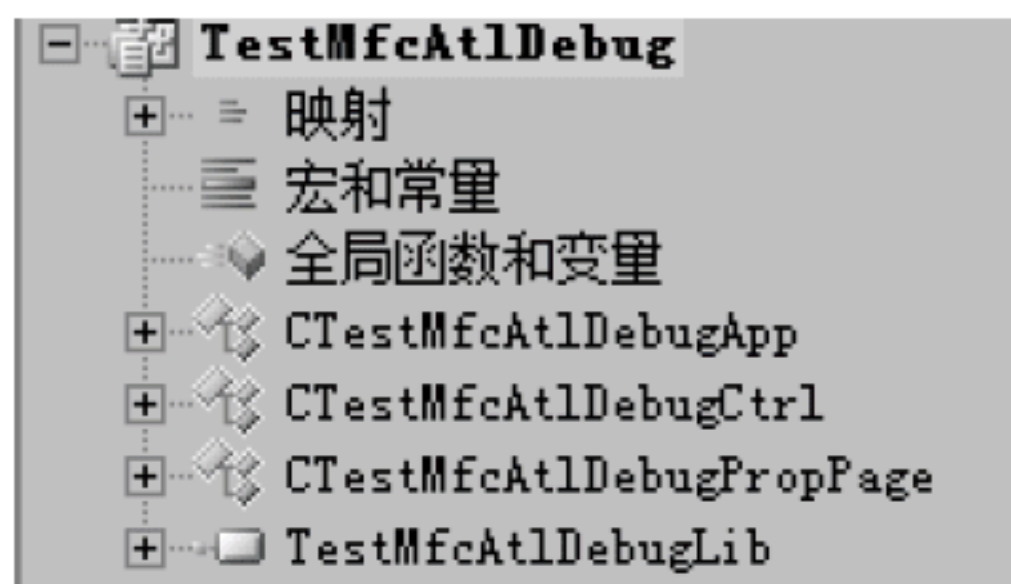 TestMfcAtlDebug
映射
宏和常量
全局函数和变量
CTestMfcAtlDebugApp
CTestMfcAtlDebugCtrl
CTestMfcAtlDebugPropPage
TestMfcAtlDebugLib